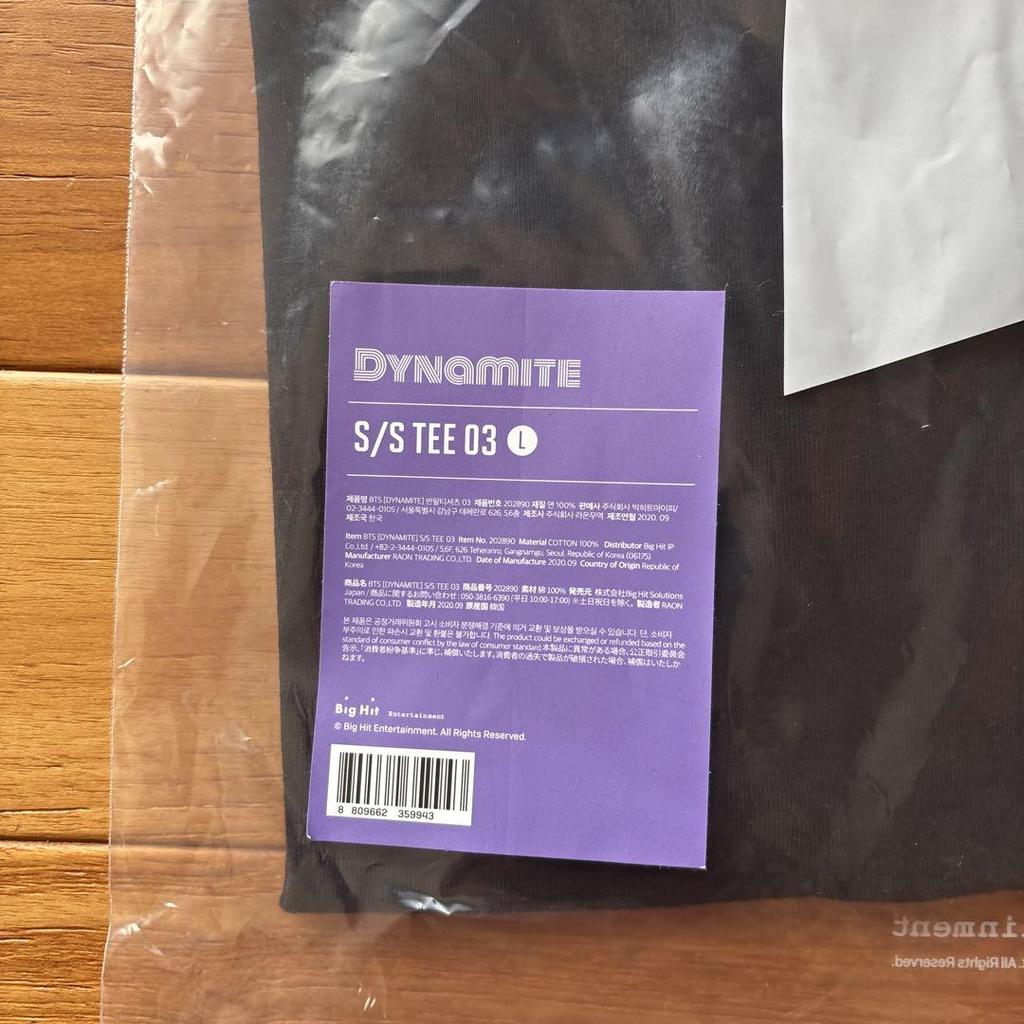 DYNAMITE
S/S TEE 03 L
제품명 BTS [DYNAMITE] 반팔티셔츠 03 제품번호 202890 재질 면 100% 판매사 주식회사 빅히트아이피/
02-3444-0105 / 서울특별시 강남구 테헤란로 626, 5,6층 제조사 주식회사 라온무역 제조연월 2020. 09
제조국 한국
Item BTS [DYNAMITE] S/S TEE 03 Item No. 202890 Material COTTON 100% Distributor Big Hit IP
Co.,Ltd / +82-2-3444-0105 / 5,6F, 626 Teheranro, Gangnamgu, Seoul, Republic of Korea (06175)
Manufacturer RAON TRADING CO.,LTD. Date of Manufacture 2020.09 Country of Origin Republic of
Korea
商品名 BTS [DYNAMITE] S/S TEE 03 商品番号 202890 素材 綿 100% 発売元 株式会社Big Hit Solutions
Japan / 商品に関するお問い合わせ : 050-3816-6390 (平日 10:00-17:00) ※土日祝日を除く。 製造者 RAON
TRADING CO.,LTD. 製造年月 2020.09 原産国 韓国
본 제품은 공정거래위원회 고시 소비자 분쟁해결 기준에 의거 교환 및 보상을 받으실 수 있습니다. 단, 소비자
부주의로 인한 파손시 교환 및 환불은 불가합니다. The product could be exchanged or refunded based on the
standard of consumer conflict by the law of consumer standard. 本製品に異常がある場合、公正取引委員会
告示、「消費者紛争基準」に準じ、補償いたします。消費者の過失で製品が破損された場合、補償はいたしか
ねます。
Big Hit Entertainment
© Big Hit Entertainment. All Rights Reserved.
8 809662 359943
inment
. All Rights Reserved.